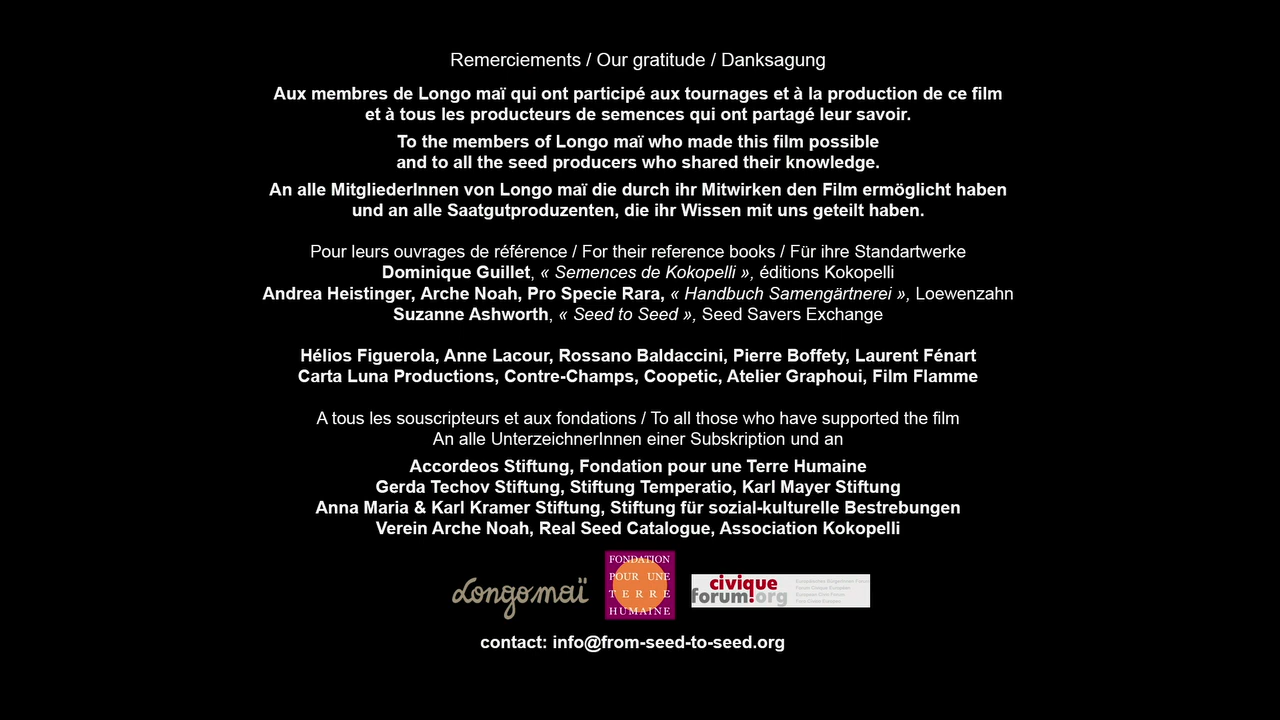 Remerciements / Our gratitude / Danksagung
Aux membres de Longo maï qui ont participé aux tournages et à la production de ce film
et à tous les producteurs de semences qui ont partagé leur savoir.
To the members of Longo maï who made this film possible
and to all the seed producers who shared their knowledge.
An alle MitgliederInnen von Longo maï die durch ihr Mitwirken den Film ermöglicht haben
und an alle Saatgutproduzenten, die ihr Wissen mit uns geteilt haben.
Pour leurs ouvrages de référence / For their reference books / Für ihre Standartwerke
Dominique Guillet, « Semences de Kokopelli », éditions Kokopelli
Andrea Heistinger, Arche Noah, Pro Specie Rara, « Handbuch Samengärtnerei », Loewenzahn
Suzanne Ashworth, « Seed to Seed », Seed Savers Exchange
Hélios Figuerola, Anne Lacour, Rossano Baldaccini, Pierre Boffety, Laurent Fénart
Carta Luna Productions, Contre-Champs, Coopetic, Atelier Graphoui, Film Flamme
A tous les souscripteurs et aux fondations / To all those who have supported the film
An alle UnterzeichnerInnen einer Subskription und an
Accordeos Stiftung, Fondation pour une Terre Humaine
Gerda Techov Stiftung, Stiftung Temperatio, Karl Mayer Stiftung
Anna Maria & Karl Kramer Stiftung, Stiftung für sozial-kulturelle Bestrebungen
Verein Arche Noah, Real Seed Catalogue, Association Kokopelli
Longo maï
FONDATION
POUR UNE
TERRE
HUMAINE
civique
forum!org
contact: info@from-seed-to-seed.org